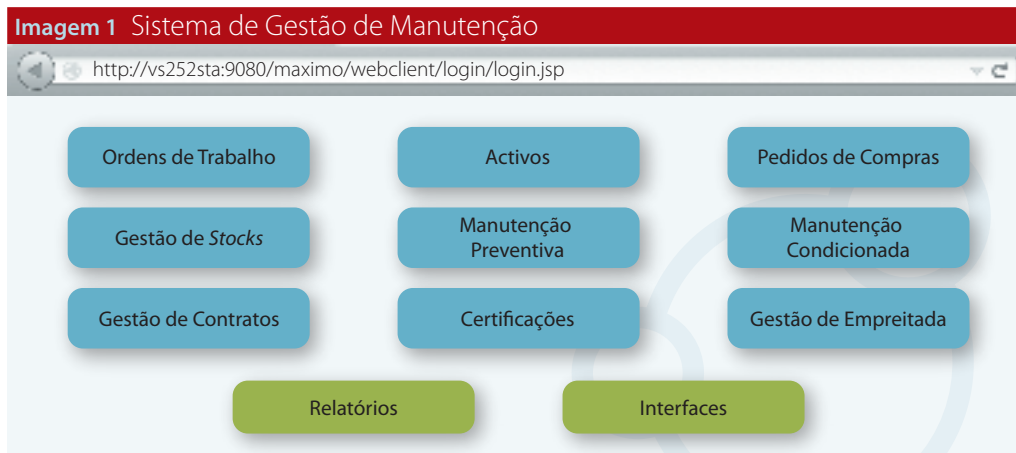 Imagem 1 Sistema de Gestão de Manutenção
http://vs252sta:9080/maximo/webclient/login/login.jsp
Ordens de Trabalho
Activos
Pedidos de Compras
Gestão de Stocks
Manutenção
Preventiva
Manutenção
Condicionada
Gestão de Contratos
Certificações
Gestão de Empreitada
Relatórios
Interfaces